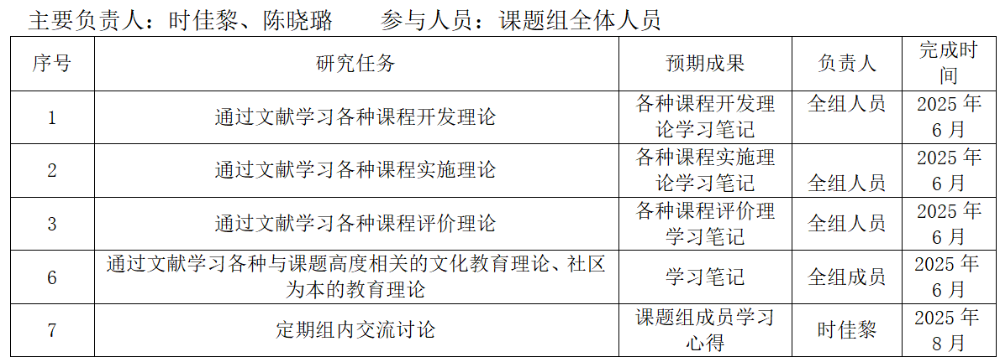 主要负责人：时佳黎、陈晓璐　　参与人员：课题组全体人员
序号 研究任务 预期成果 负责人 完成时
间
1 通过文献学习各种课程开发理论 各种课程开发理 全组人员 2025 年
论学习笔记 6 月
2 通过文献学习各种课程实施理论 各种课程实施理 2025 年
论学习笔记 全组人员 6 月
3 通过文献学习各种课程评价理论 各种课程评价理 全组人员 2025 年
学习笔记 6 月
6 通过文献学习各种与课题高度相关的文化教育理论、社区 学习笔记 全组成员 2025 年
为本的教育理论 6 月
7 定期组内交流讨论 课题组成员学习 时佳黎 2025 年
心得 8 月